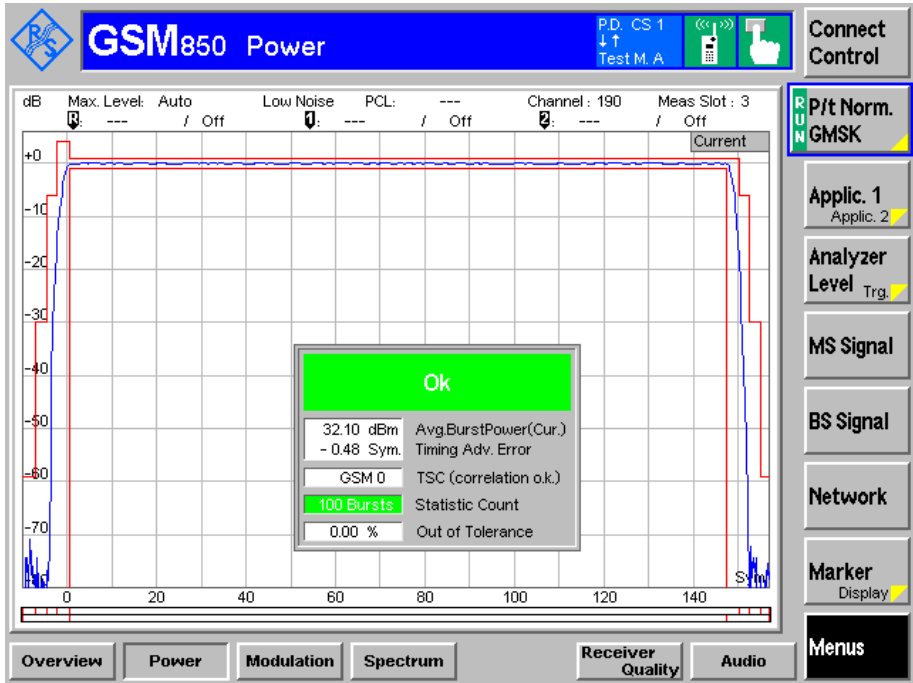 R S
GSM850 Power
P.D. CS 1
Test M. A
Connect
Control
dB Max. Level: Auto Low Noise PCL: --- Channel : 190 Meas Slot : 3
R: --- / Off 1: --- / Off 2: --- / Off
Current
+0
-10
-20
-30
-40
-50
-60
-70
0 20 40 60 80 100 120 140
Ok
32.10 dBm Avg.BurstPower(Cur.)
- 0.48 Sym. Timing Adv. Error
GSM 0 TSC (correlation o.k.)
100 Bursts Statistic Count
0.00 % Out of Tolerance
RUN
P/t Norm.
GMSK
Applic. 1
Applic. 2
Analyzer
Level Trg.
MS Signal
BS Signal
Network
Marker
Display
Menus
Overview Power Modulation Spectrum Receiver Quality Audio